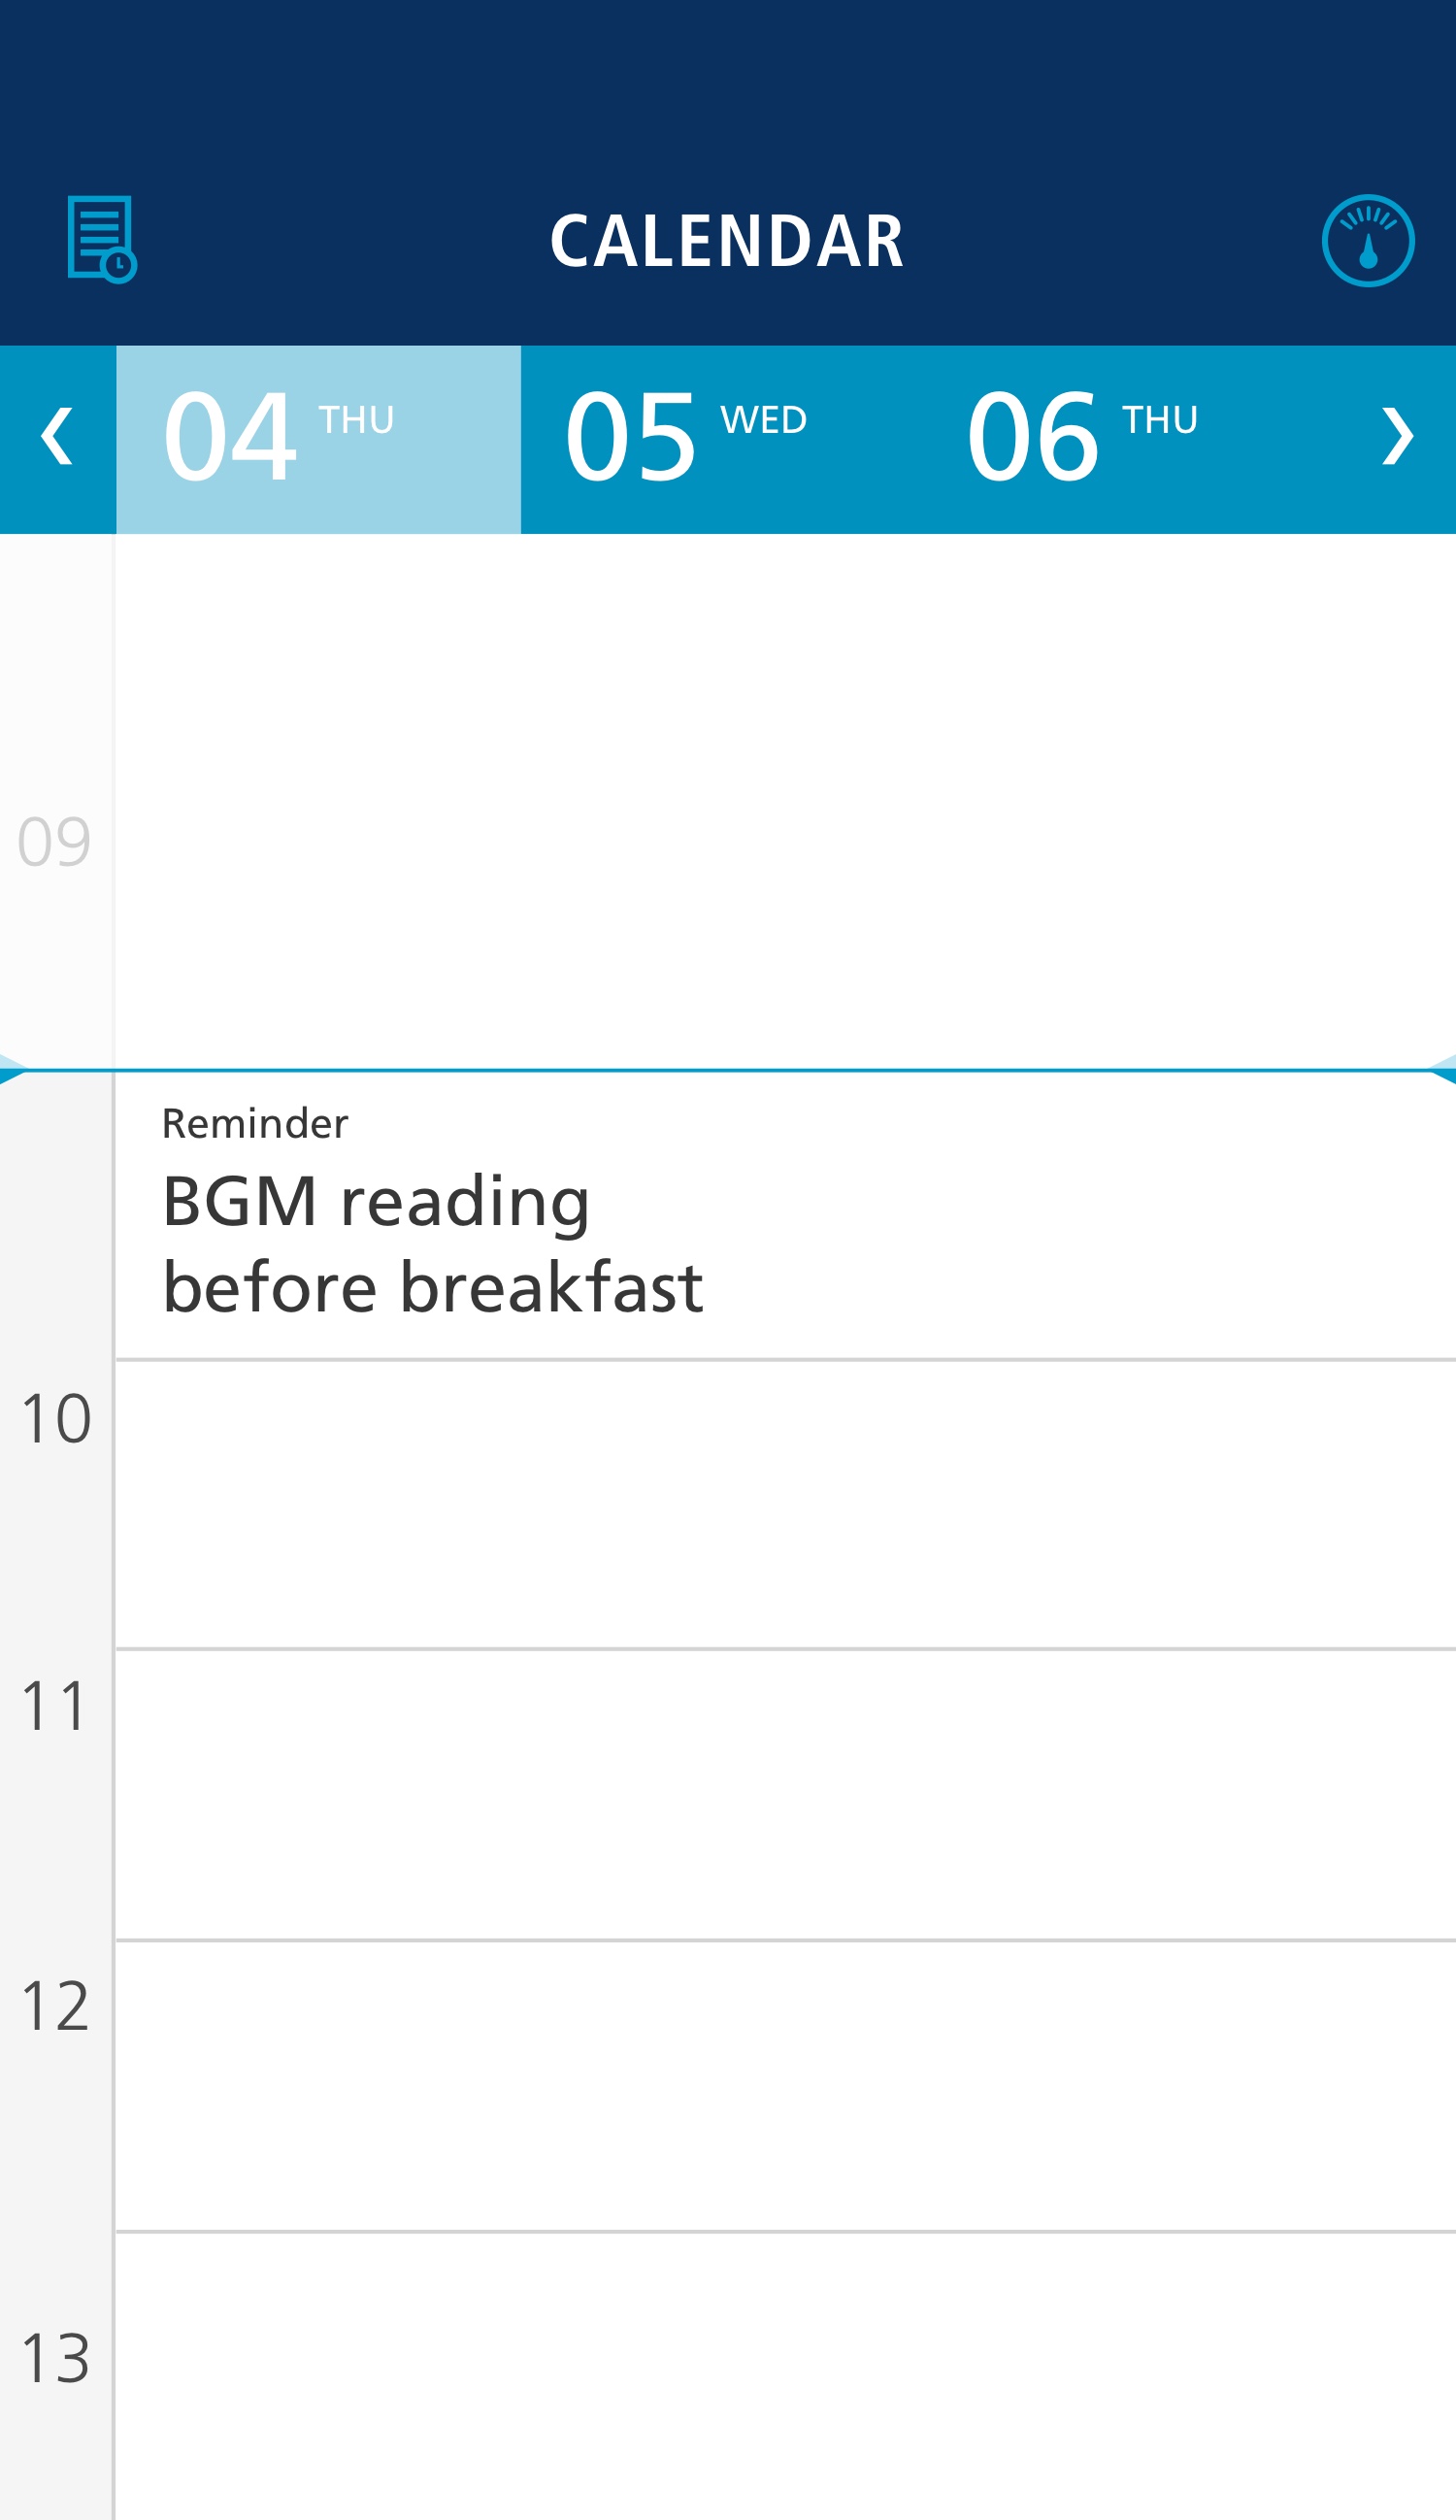 CALENDAR
04 THU 05 WED 06 THU
09
Reminder
BGM reading
before breakfast
10
11
12
13